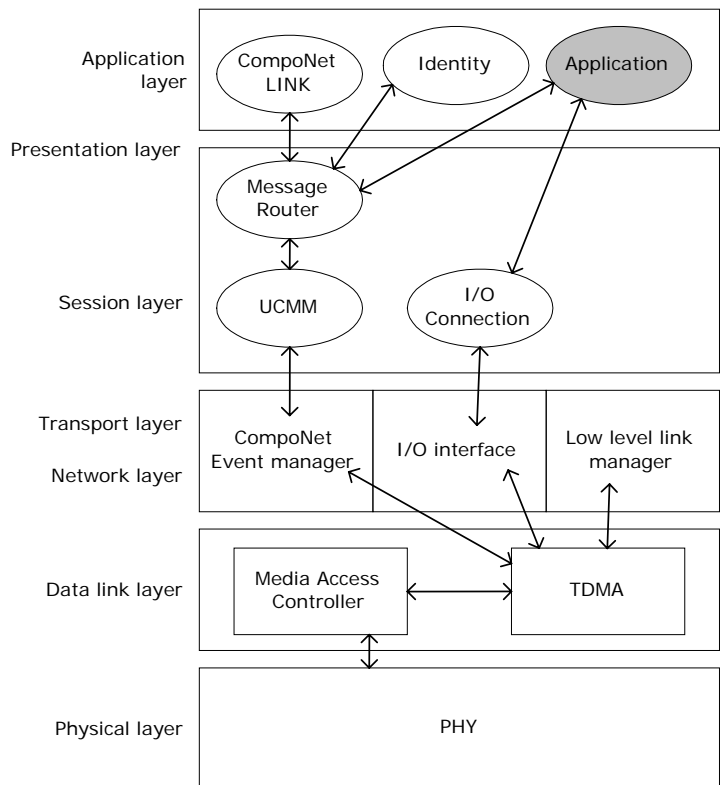 Application
layer
CompoNet
LINK
Identity
Application
Presentation layer
Message
Router
Session layer
UCMM
I/O
Connection
Transport layer
Network layer
CompoNet
Event manager
I/O interface
Low level link
manager
Data link layer
Media Access
Controller
TDMA
Physical layer
PHY